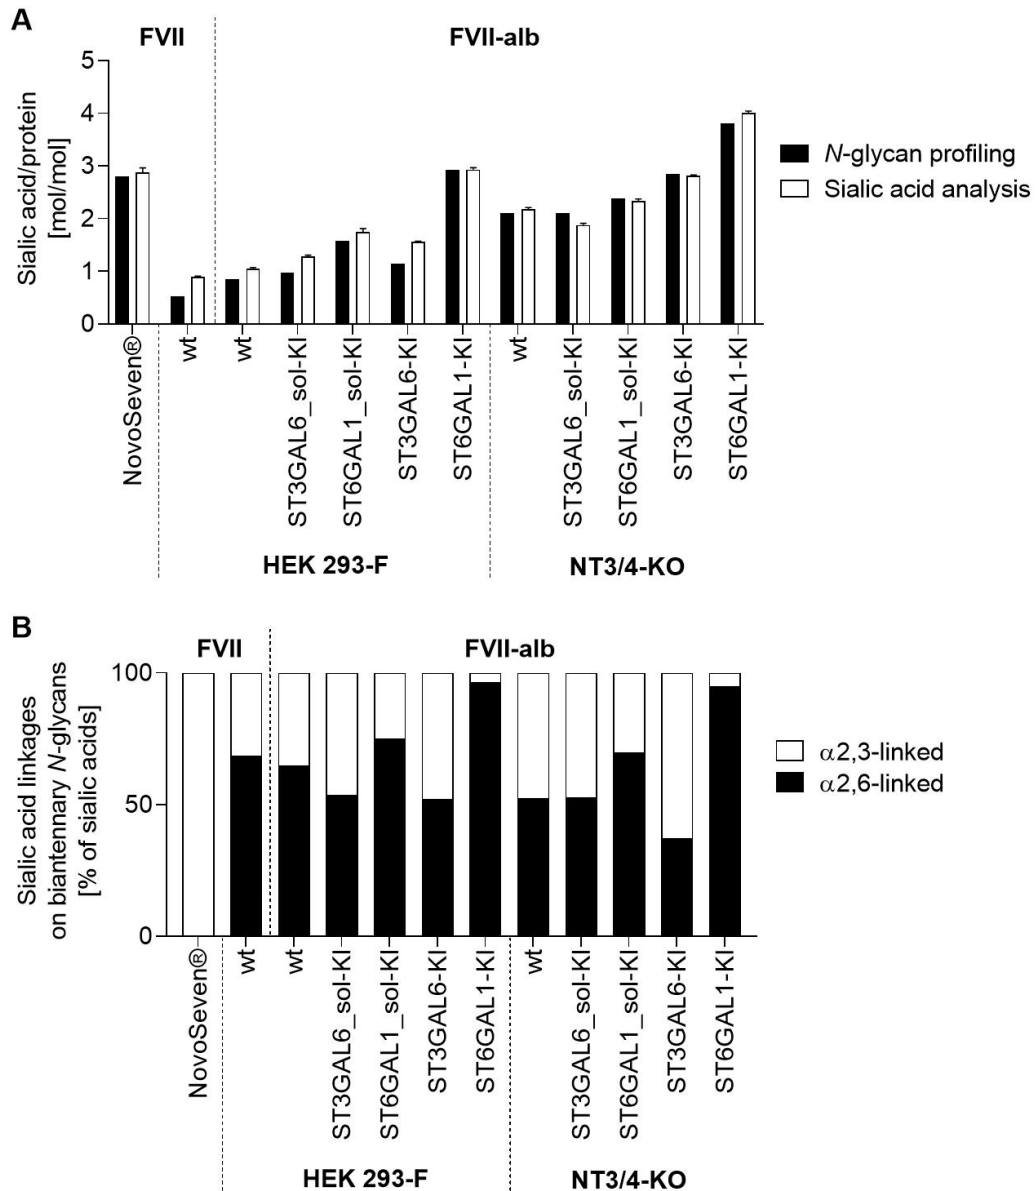 A
FVII
FVII-alb
Sialic acid/protein
[mol/mol]
5
4
3
2
1
0
N-glycan profiling
Sialic acid analysis
NovoSeven®
wt
wt
ST3GAL6_sol-KI
ST6GAL1_sol-KI
ST3GAL6-KI
ST6GAL1-KI
wt
ST3GAL6_sol-KI
ST6GAL1_sol-KI
ST3GAL6-KI
ST6GAL1-KI
HEK 293-F
NT3/4-KO
B
FVII
FVII-alb
Sialic acid linkages
on biantennary N-glycans
[% of sialic acids]
100
50
0
α2,3-linked
α2,6-linked
NovoSeven®
wt
wt
ST3GAL6_sol-KI
ST6GAL1_sol-KI
ST3GAL6-KI
ST6GAL1-KI
wt
ST3GAL6_sol-KI
ST6GAL1_sol-KI
ST3GAL6-KI
ST6GAL1-KI
HEK 293-F
NT3/4-KO